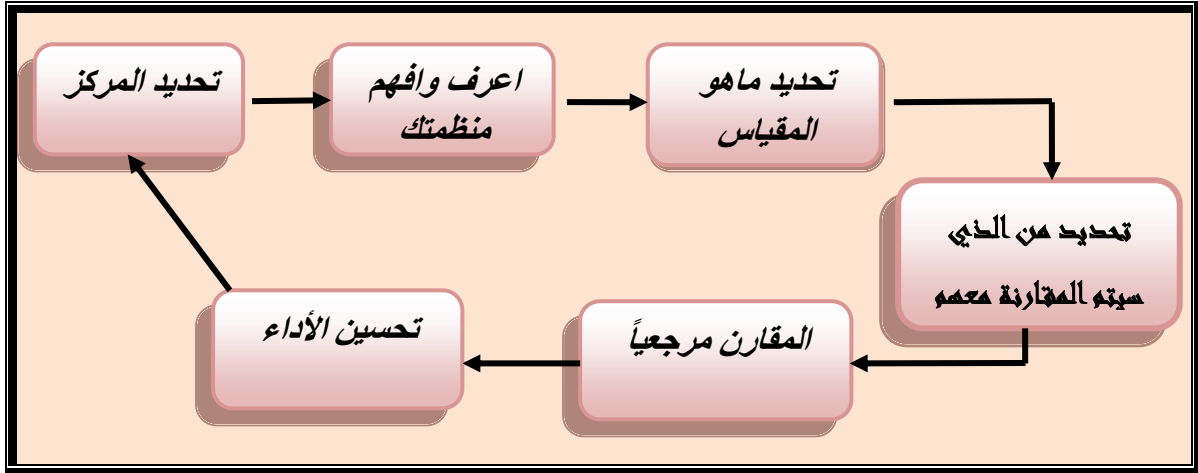 تحديد المركز
اعرف وافهم
منظمتك
تحديد ماهو
المقياس
تحديد من الذي
سيتم المقارنة معهم
المقارن مرجعياً
تحسين الأداء